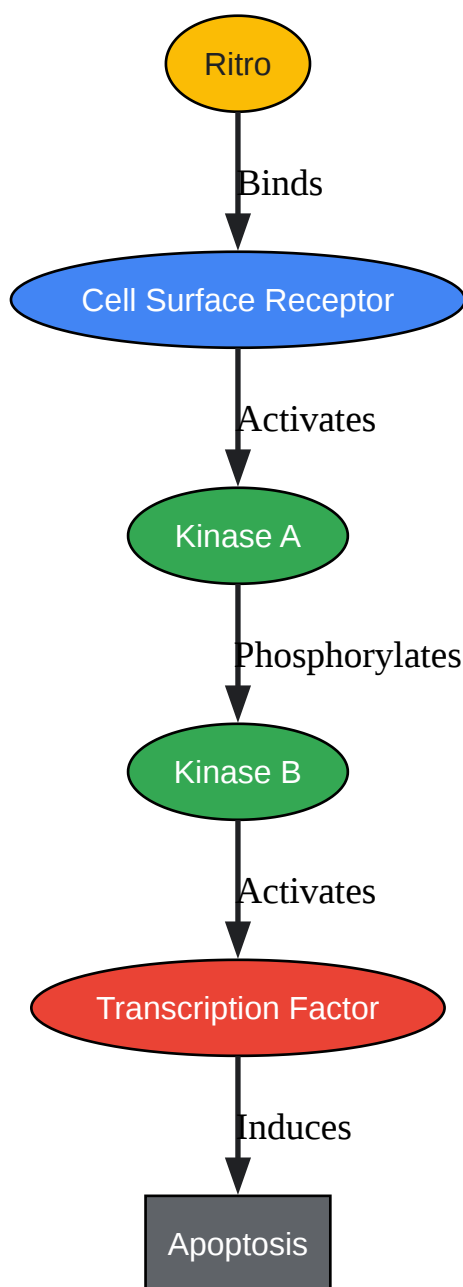 Ritro
Binds
Cell Surface Receptor
Activates
Kinase A
Phosphorylates
Kinase B
Activates
Transcription Factor
Induces
Apoptosis